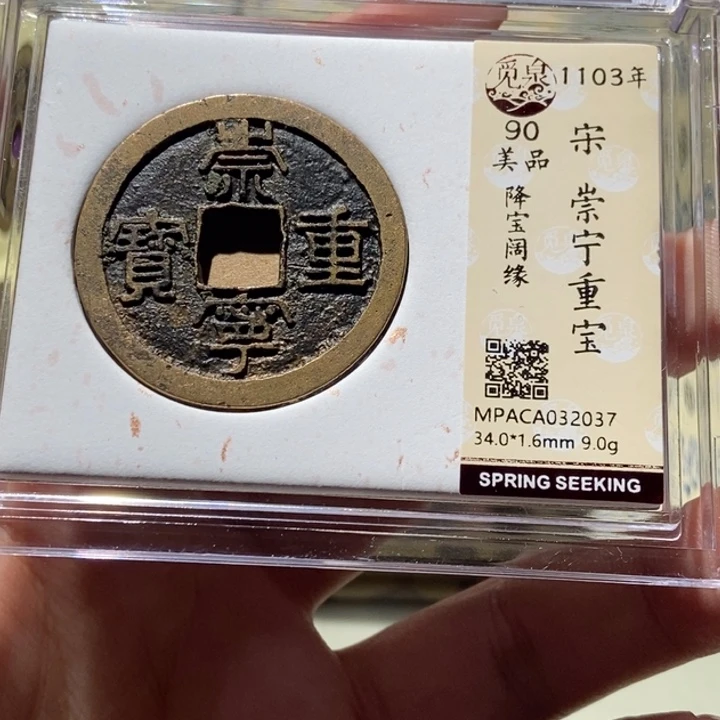 崇
寧
重
寶
觅泉
1103年
90
美品
降宝阔缘
宋 崇宁重宝
MPACA032037
34.0*1.6mm 9.0g
SPRING SEEKING